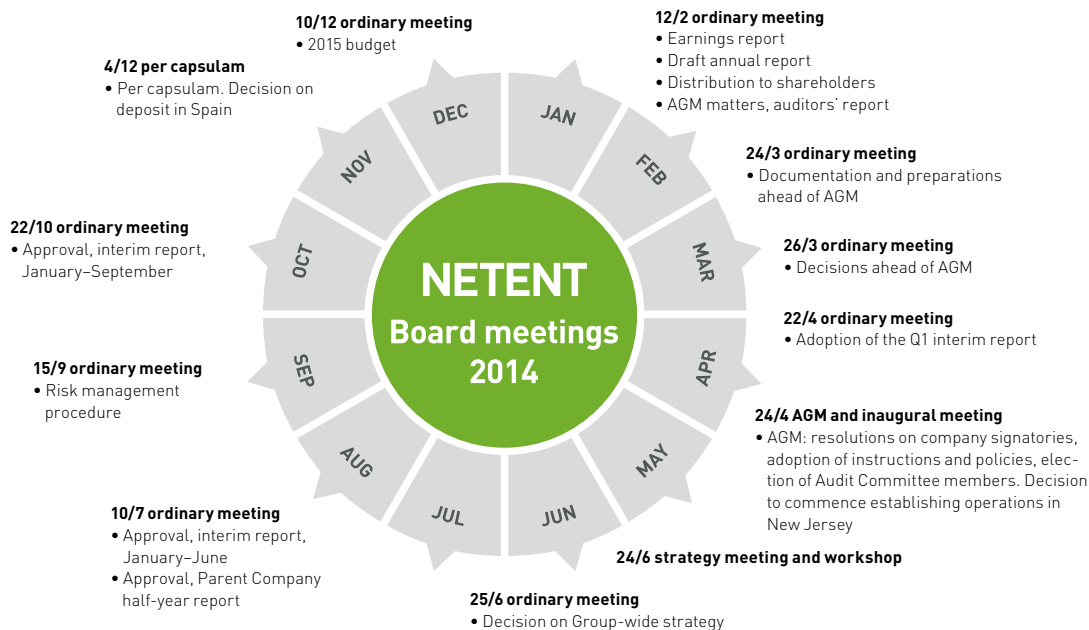 10/12 ordinary meeting
• 2015 budget
12/2 ordinary meeting
• Earnings report
• Draft annual report
• Distribution to shareholders
• AGM matters, auditors’ report
4/12 per capsulam
• Per capsulam. Decision on
deposit in Spain
24/3 ordinary meeting
• Documentation and preparations
ahead of AGM
22/10 ordinary meeting
• Approval, interim report,
January–September
26/3 ordinary meeting
• Decisions ahead of AGM
22/4 ordinary meeting
• Adoption of the Q1 interim report
15/9 ordinary meeting
• Risk management
procedure
24/4 AGM and inaugural meeting
• AGM: resolutions on company signatories,
adoption of instructions and policies, elec-
tion of Audit Committee members. Decision
to commence establishing operations in
New Jersey
10/7 ordinary meeting
• Approval, interim report,
January–June
• Approval, Parent Company
half-year report
24/6 strategy meeting and workshop
25/6 ordinary meeting
• Decision on Group-wide strategy
JAN
FEB
MAR
APR
MAY
JUN
JUL
AUG
SEP
OCT
NOV
DEC
NETENT
Board meetings
2014